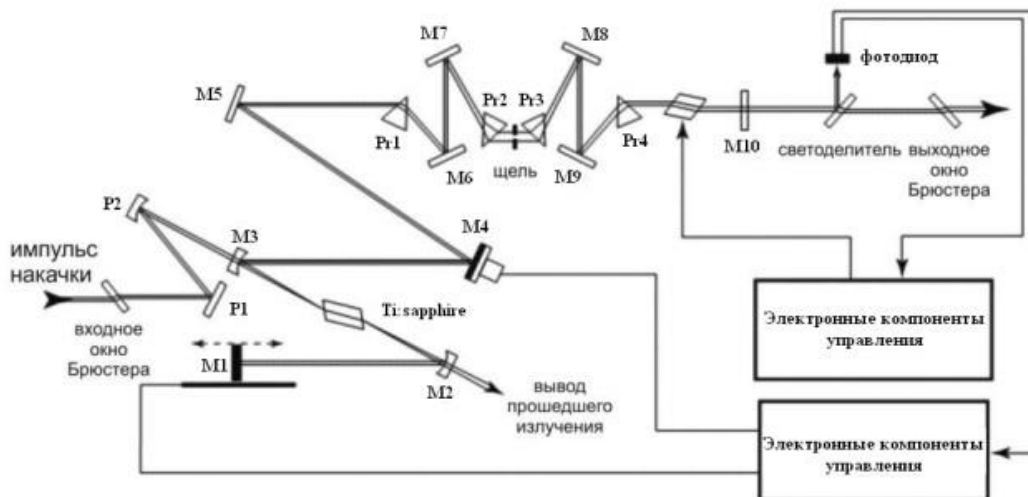 M7
M8
фотодиод
M5
Pr2 Pr3
Pr1
Pr4
M10
M6
щель
M9
светоделитель
выходное
окно
Брюстера
P2
M3
M4
импульс
накачки
P1
Ti:sapphire
входное
окно
Брюстера
M1
M2
вывод
прошедшего
излучения
Электронные компоненты
управления
Электронные компоненты
управления